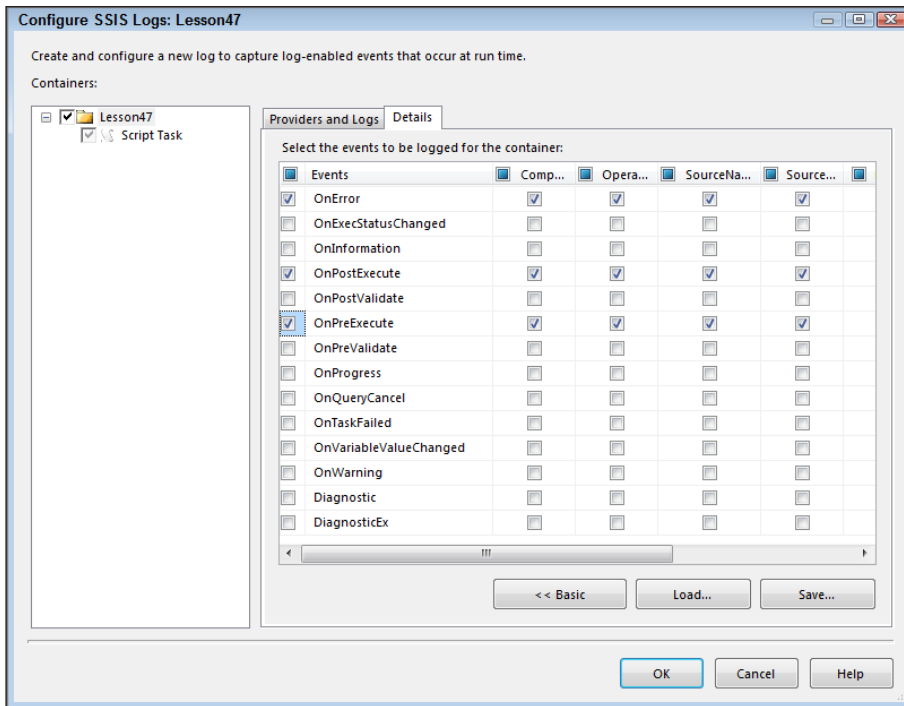 Configure SSIS Logs: Lesson47
Create and configure a new log to capture log-enabled events that occur at run time.
Containers:
Lesson47
Script Task
Providers and Logs Details
Select the events to be logged for the container:
Events Comp... Opera... SourceNa... Source...
OnError
OnExecStatusChanged
OnInformation
OnPostExecute
OnPostValidate
OnPreExecute
OnPreValidate
OnProgress
OnQueryCancel
OnTaskFailed
OnVariableValueChanged
OnWarning
Diagnostic
DiagnosticEx
<< Basic Load... Save...
OK Cancel Help